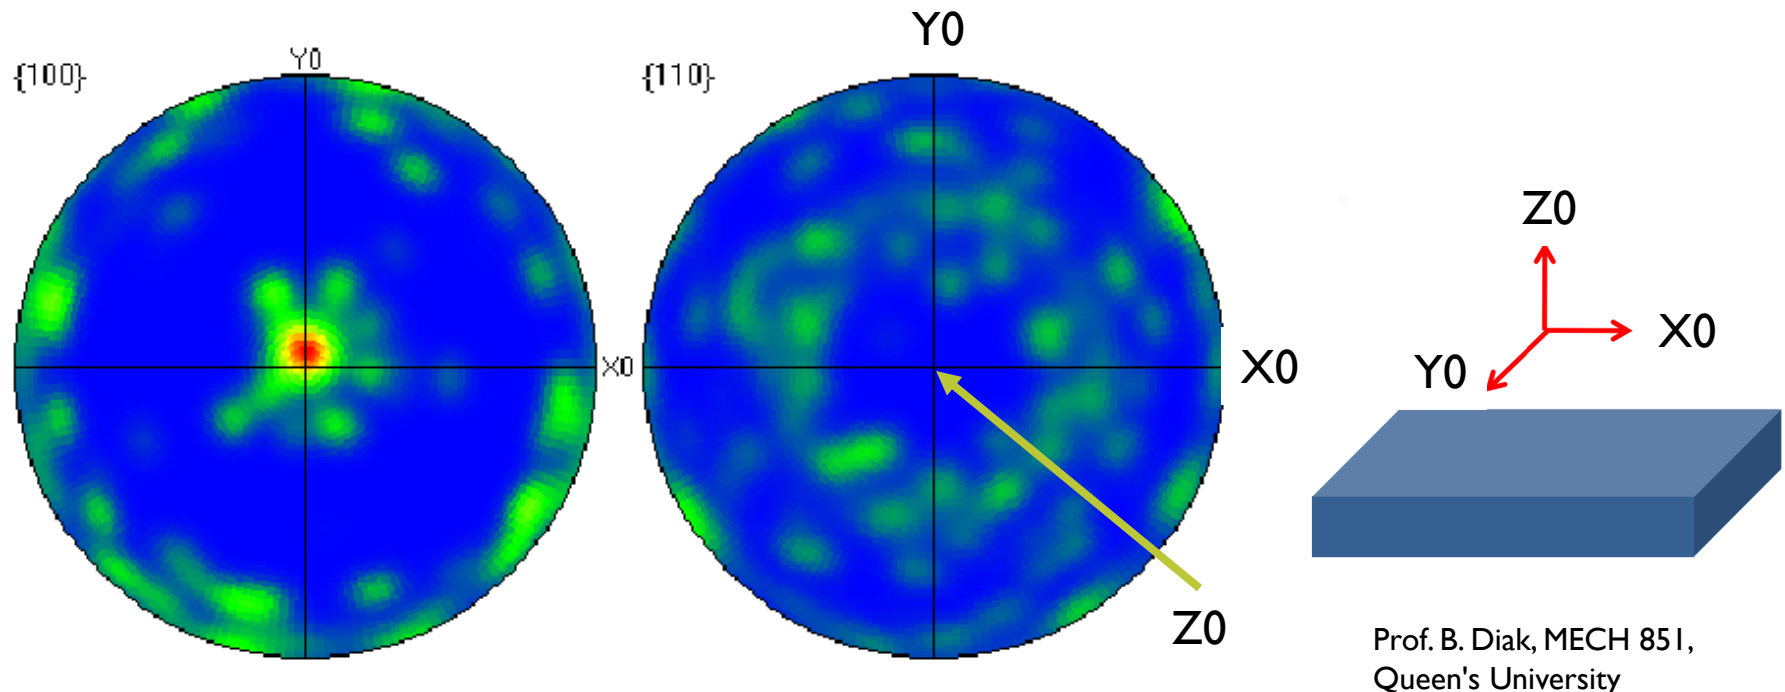 {100}
Y0
X0
{110}
Y0
X0
Z0
Z0
X0
Y0
Prof. B. Diak, MECH 851,
Queen's University